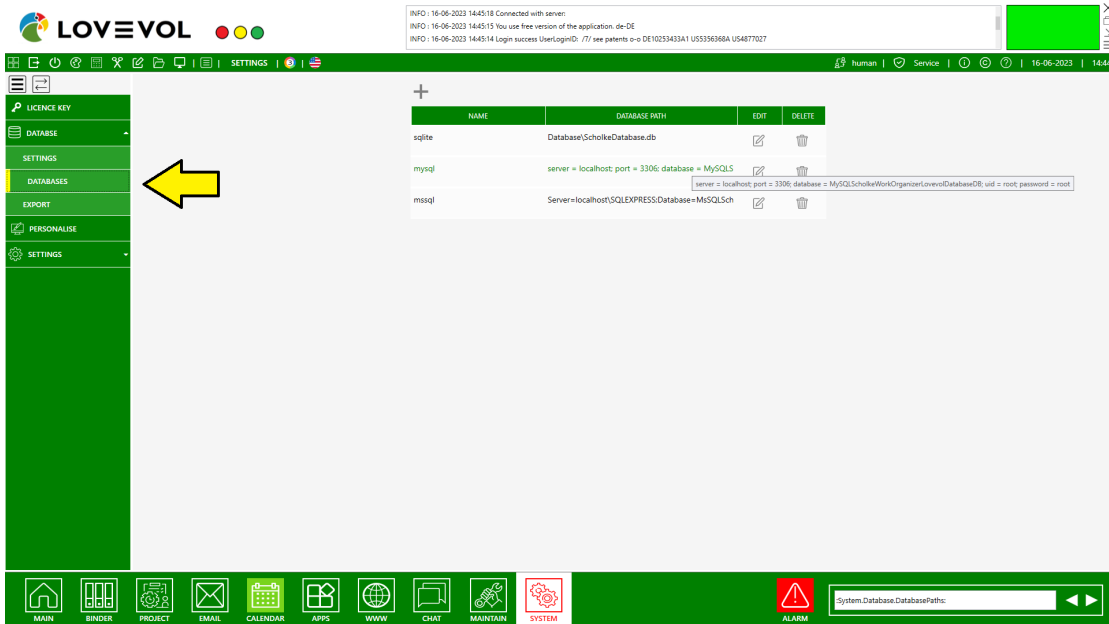 LOVEVOL
INFO : 16-06-2023 14:45:18 Connected with server:
INFO : 16-06-2023 14:45:15 You use free version of the application. de-DE
INFO : 16-06-2023 14:45:14 Login success UserLoginID: /7/ see patents o-o DE10253433A1 US5356368A US4877027
SETTINGS
human | Service | 16-06-2023 | 14:44
LICENCE KEY
DATABSE
SETTINGS
DATABASES
EXPORT
PERSONALISE
SETTINGS
NAME DATABASE PATH EDIT DELETE
sqlite Database\ScholkeDatabase.db
mysql server = localhost; port = 3306; database = MySQLS
server = localhost; port = 3306; database = MySQLScholkeWorkOrganizerLovevolDatabaseDB; uid = root; password = root
mssql Server=localhost\SQLEXPRESS;Database=MsSQLSch
MAIN BINDER PROJECT EMAIL CALENDAR APPS WWW CHAT MAINTAIN SYSTEM ALARM
:System.Database.DatabasePaths: